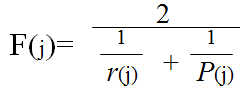 F(j)= 2 / (1/r(j) + 1/P(j))